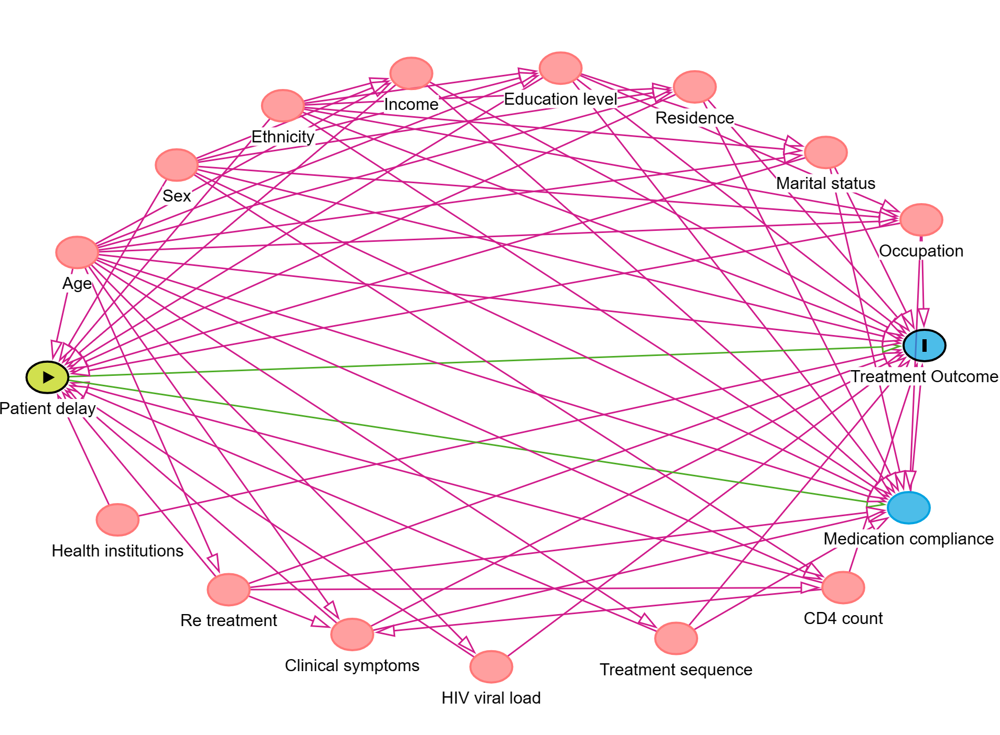 Income
Education level
Residence
Ethnicity
Marital status
Sex
Occupation
Age
Treatment Outcome
Patient delay
Medication compliance
Health institutions
CD4 count
Re treatment
Clinical symptoms
Treatment sequence
HIV viral load